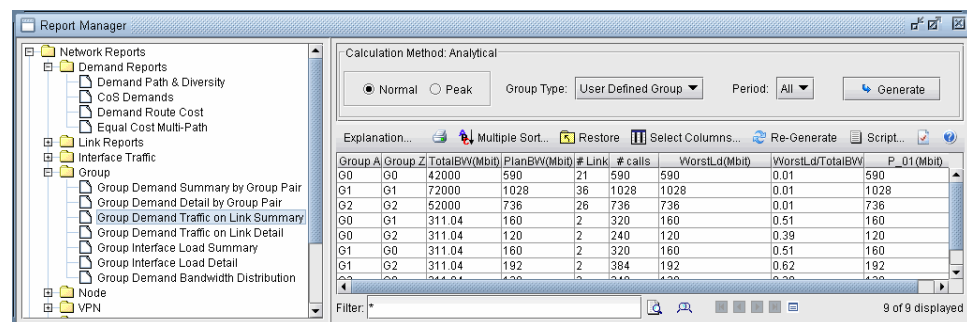 Report Manager
Network Reports
Demand Reports
Demand Path & Diversity
CoS Demands
Demand Route Cost
Equal Cost Multi-Path
Link Reports
Interface Traffic
Group
Group Demand Summary by Group Pair
Group Demand Detail by Group Pair
Group Demand Traffic on Link Summary
Group Demand Traffic on Link Detail
Group Interface Load Summary
Group Interface Load Detail
Group Demand Bandwidth Distribution
Node
VPN
Calculation Method: Analytical
Normal Peak Group Type: User Defined Group Period: All Generate
Explanation... Multiple Sort... Restore Select Columns... Re-Generate Script...
Group A Group Z TotalBW(Mbit) PlanBW(Mbit) # Link # calls WorstLd(Mbit) WorstLd/TotalBW P_01(Mbit)
G0 G0 42000 590 21 590 590 0.01 590
G1 G1 72000 1028 36 1028 1028 0.01 1028
G2 G2 52000 736 26 736 736 0.01 736
G0 G1 311.04 160 2 320 160 0.51 160
G0 G2 311.04 120 2 240 120 0.39 120
G1 G0 311.04 160 2 320 160 0.51 160
G1 G2 311.04 192 2 384 192 0.62 192
Filter: * 9 of 9 displayed